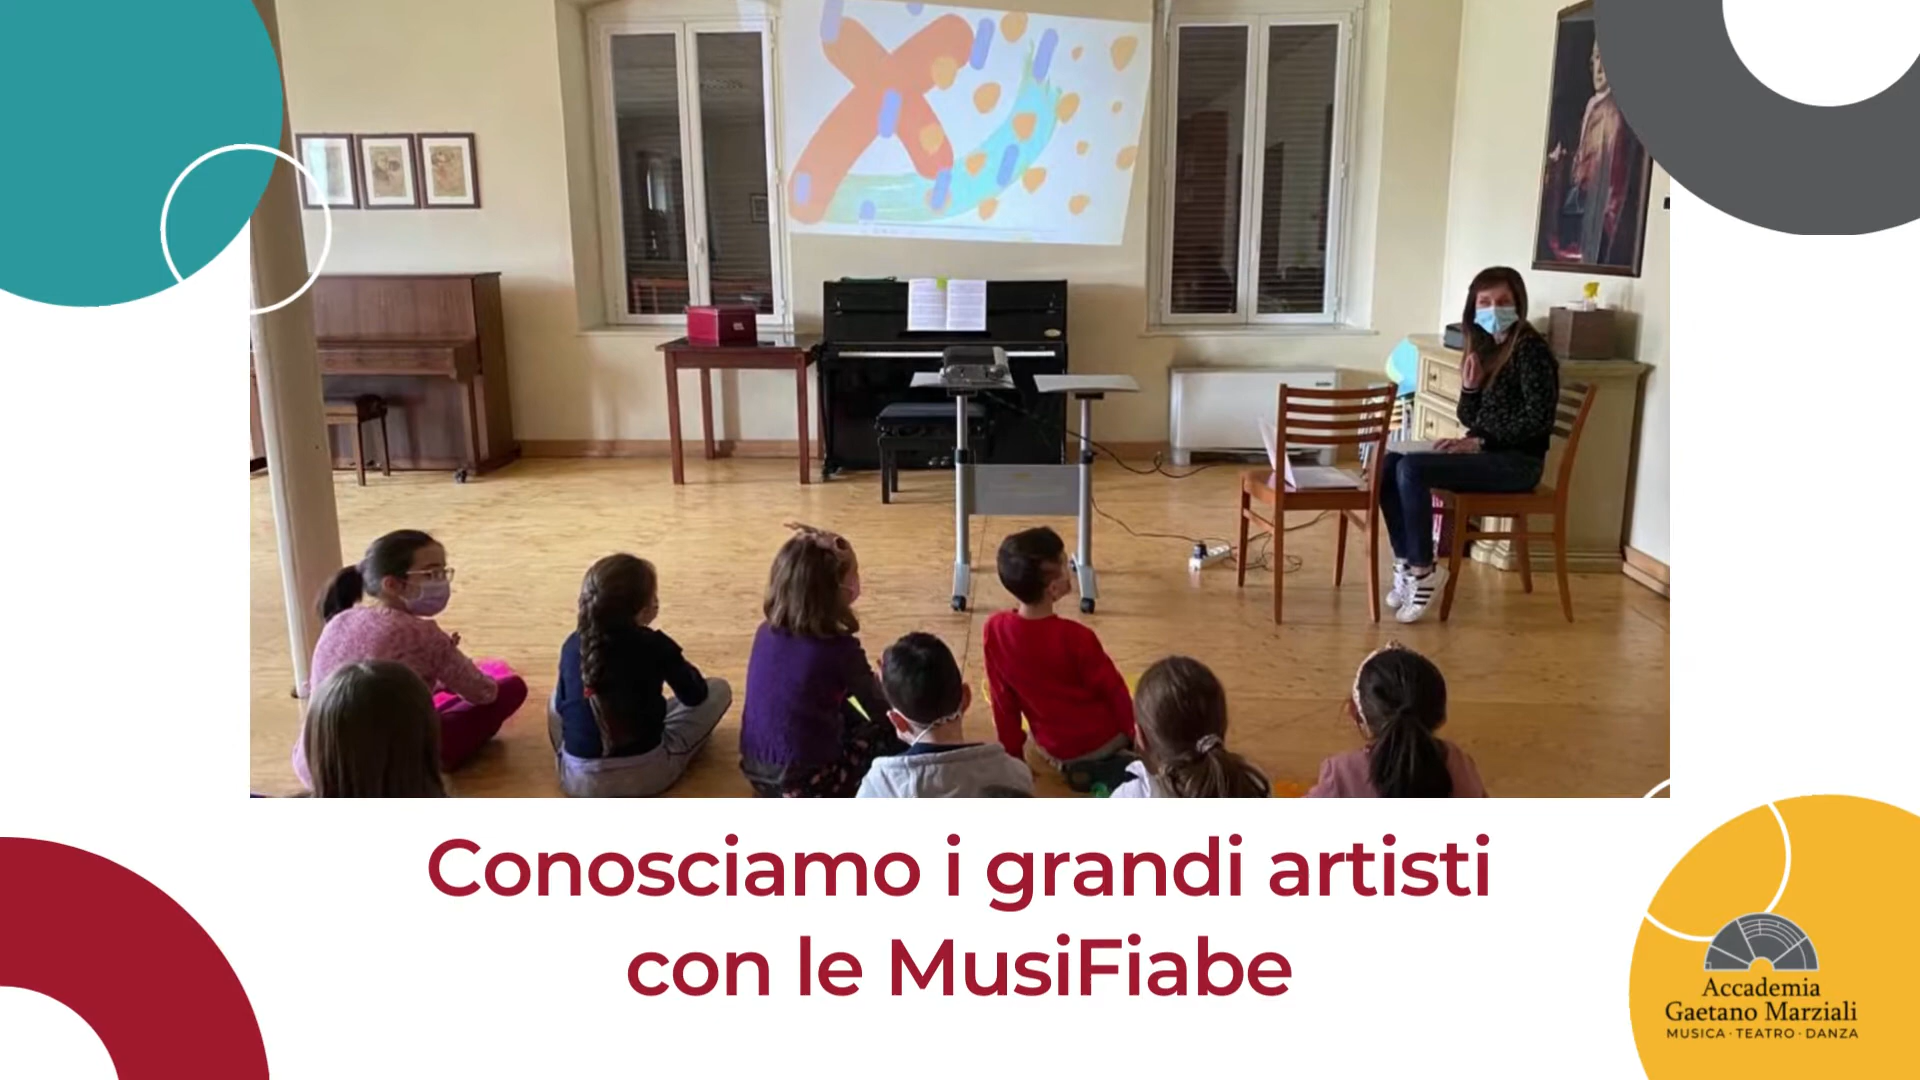 Conosciamo i grandi artisti
con le MusiFiabe
Accademia
Gaetano Marziali
MUSICA · TEATRO · DANZA